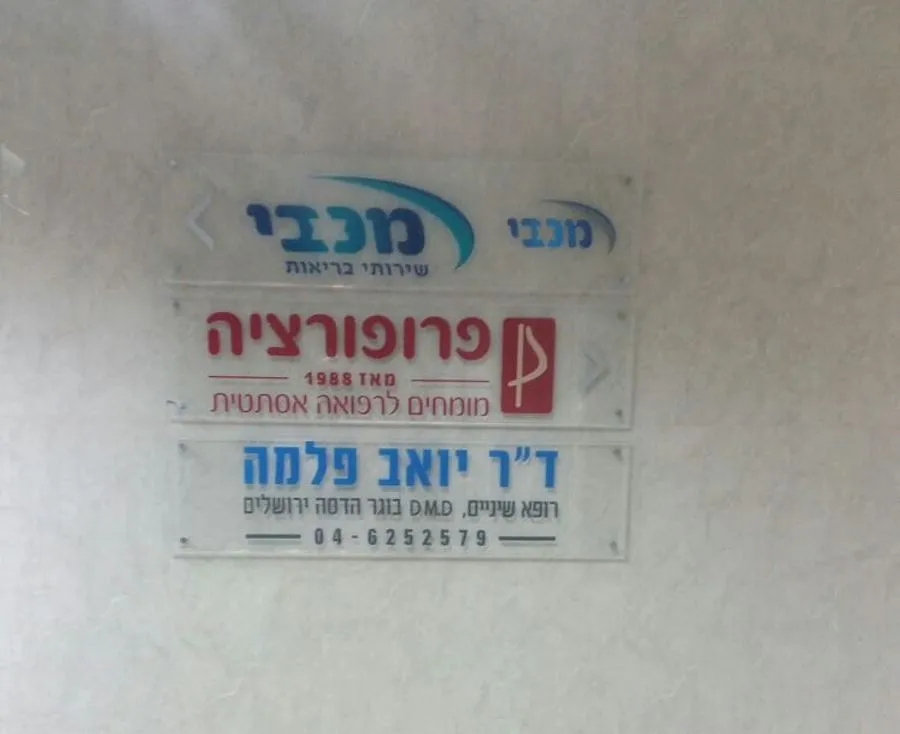 מכבי
מכבי
שירותי בריאות
פרופורציה
מאז 1988
מומחים לרפואה אסתטית
ד"ר יואב פלמה
רופא שיניים, D.M.D בוגר הדסה ירושלים
04-6252579